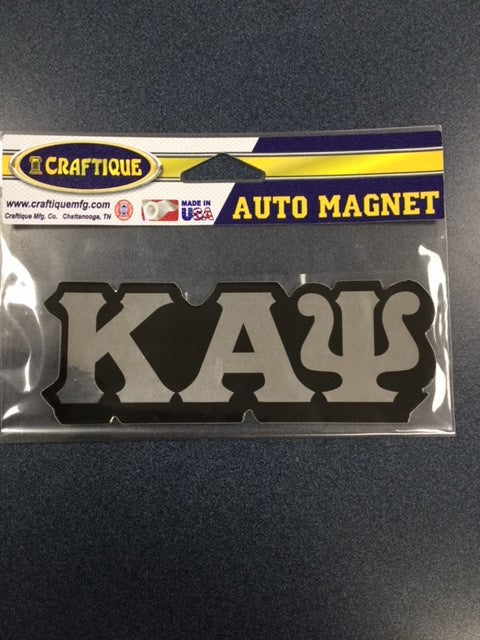 CRAFTIQUE
www.craftiquemfg.com
Craftique Mfg. Co. Chattanooga, TN
MADE IN
USA
AUTO MAGNET
ΚΑΨ